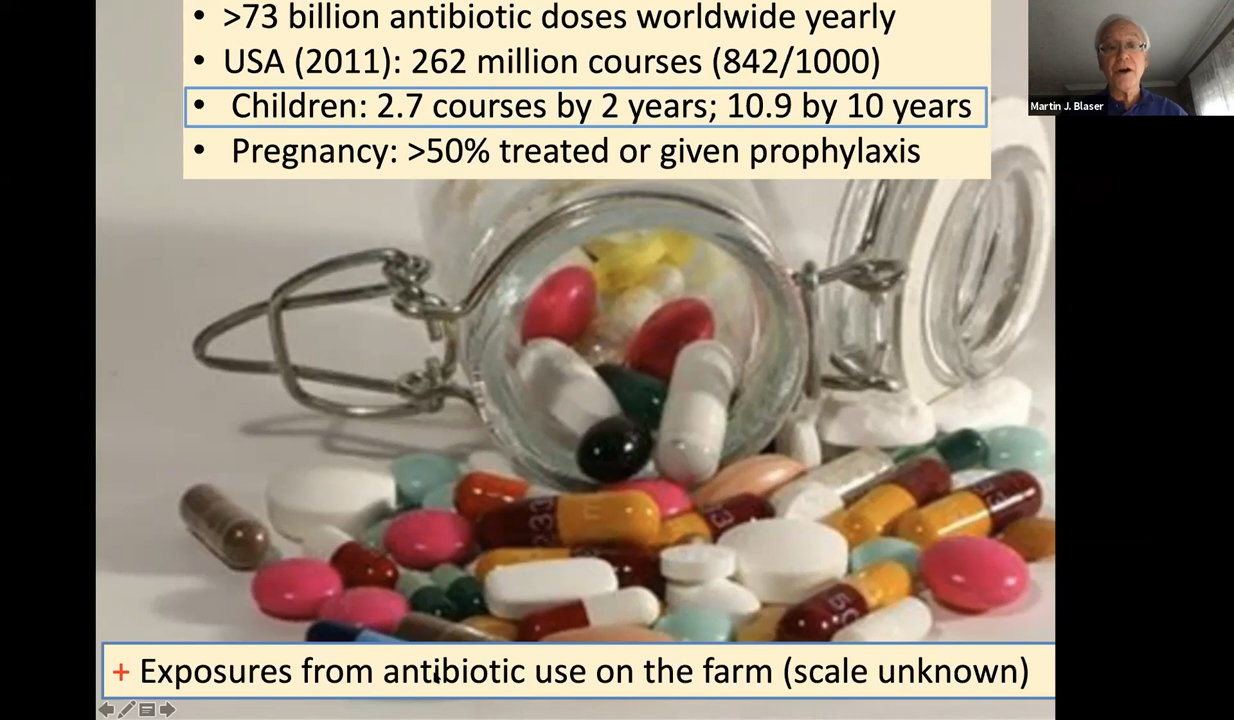 • >73 billion antibiotic doses worldwide yearly
• USA (2011): 262 million courses (842/1000)
• Children: 2.7 courses by 2 years; 10.9 by 10 years
• Pregnancy: >50% treated or given prophylaxis
Martin J. Blaser
+ Exposures from antibiotic use on the farm (scale unknown)